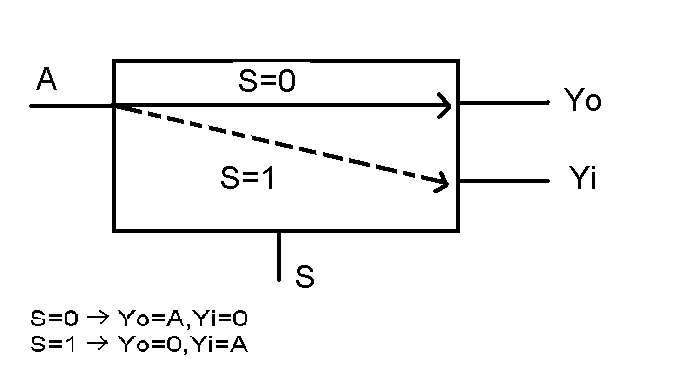 A
S=0
Yo
S=1
Yi
S
S=0 → Yo=A,Yi=0
S=1 → Yo=0,Yi=A